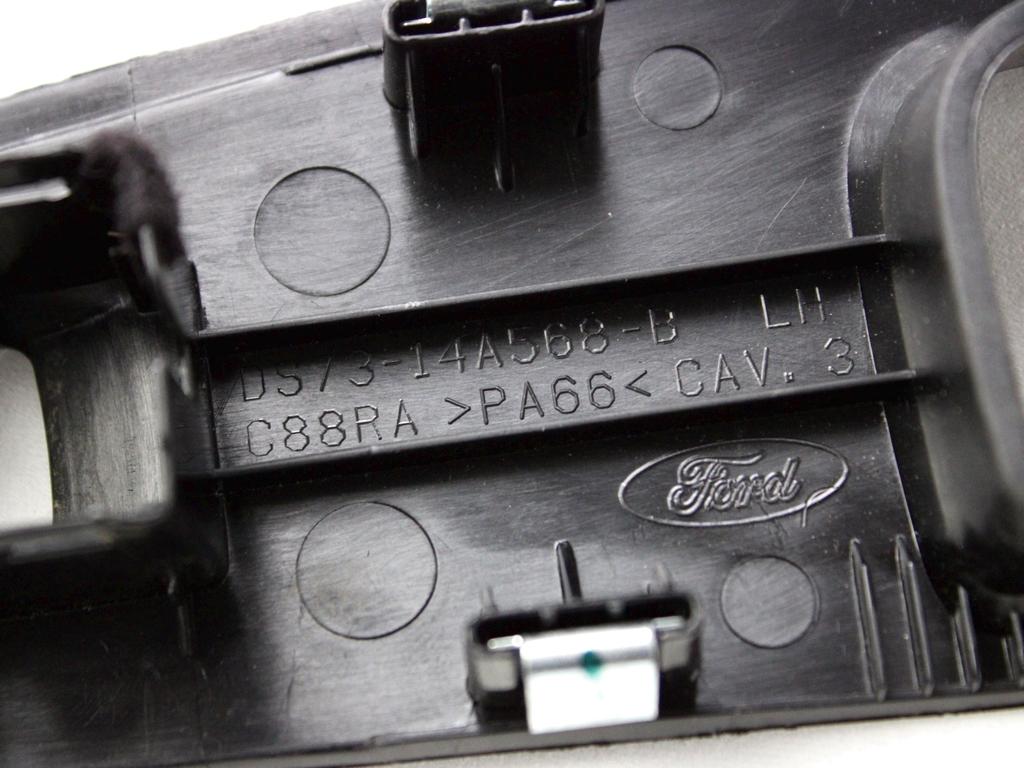 DS73-14A568-B LH
C88RA >PA66< CAV. 3
Ford